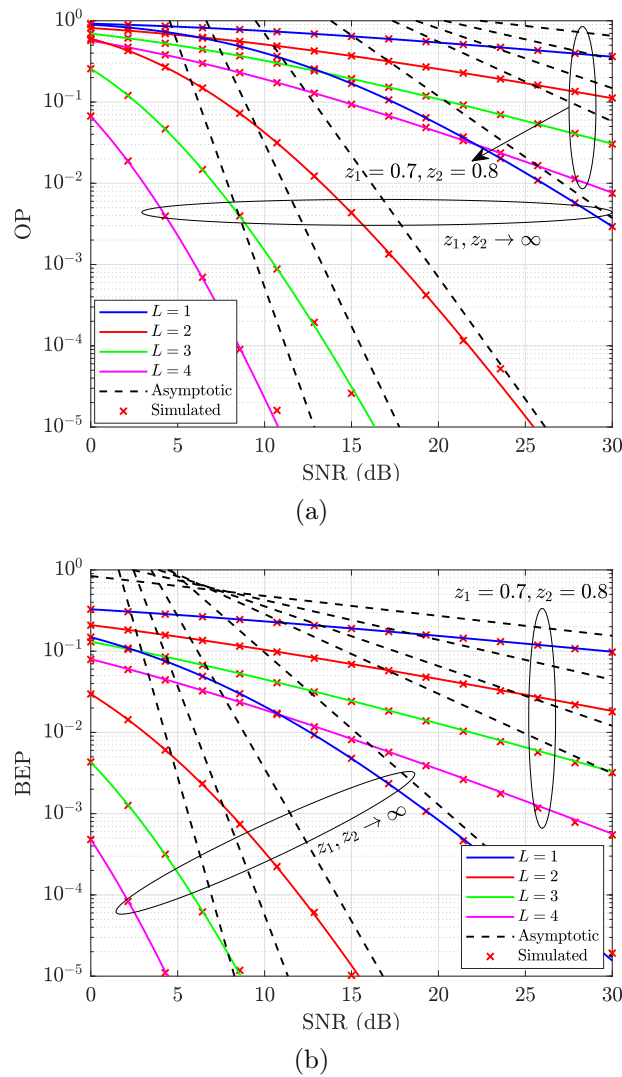 10^0
10^-1
10^-2
10^-3
10^-4
10^-5
OP
z_1 = 0.7, z_2 = 0.8
z_1, z_2 → ∞
L = 1
L = 2
L = 3
L = 4
Asymptotic
Simulated
0 5 10 15 20 25 30
SNR (dB)
(a)
10^0
10^-1
10^-2
10^-3
10^-4
10^-5
BEP
z_1 = 0.7, z_2 = 0.8
z_1, z_2 → ∞
L = 1
L = 2
L = 3
L = 4
Asymptotic
Simulated
0 5 10 15 20 25 30
SNR (dB)
(b)